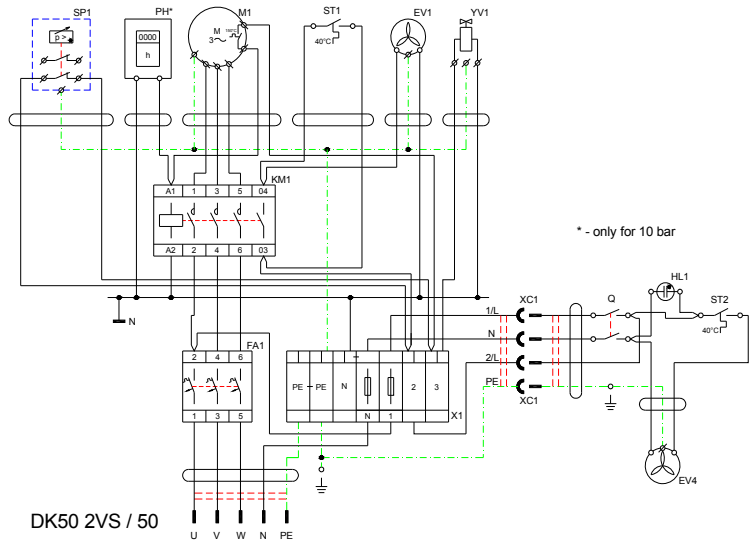 SP1 PH* M1 ST1 EV1 YV1
p >
0000
h
M
3
150°C
40°C
KM1
A1 1 3 5 04
A2 2 4 6 03
* - only for 10 bar
N
HL1
XC1 Q ST2
1/L
N
40°C
2/L
PE
XC1
FA1
2 4 6
1 3 5
PE PE N 2 3
N 1
X1
EV4
DK50 2VS / 50
U V W N PE